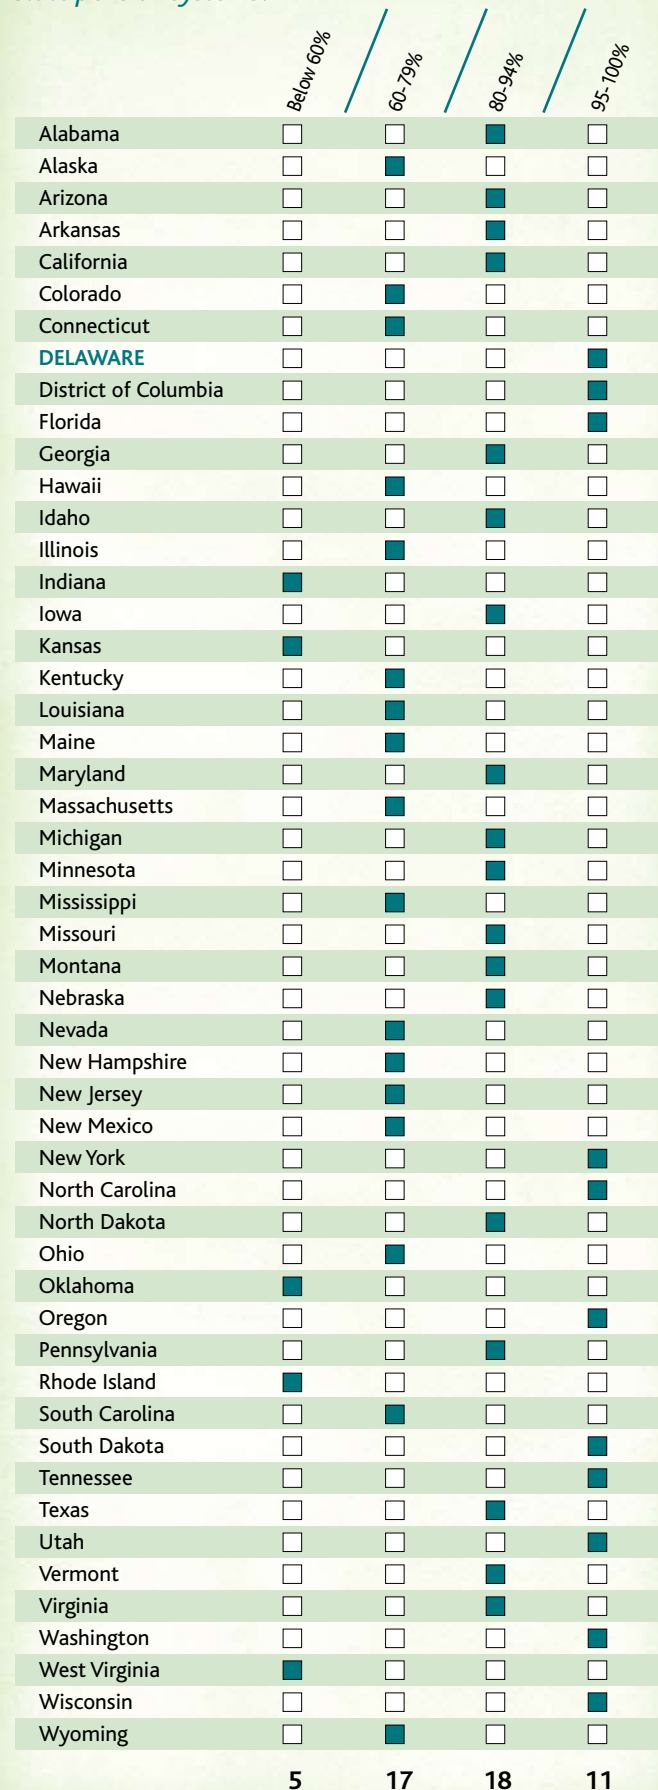 Below 60%
60-79%
80-94%
95-100%
Alabama
Alaska
Arizona
Arkansas
California
Colorado
Connecticut
DELAWARE
District of Columbia
Florida
Georgia
Hawaii
Idaho
Illinois
Indiana
Iowa
Kansas
Kentucky
Louisiana
Maine
Maryland
Massachusetts
Michigan
Minnesota
Mississippi
Missouri
Montana
Nebraska
Nevada
New Hampshire
New Jersey
New Mexico
New York
North Carolina
North Dakota
Ohio
Oklahoma
Oregon
Pennsylvania
Rhode Island
South Carolina
South Dakota
Tennessee
Texas
Utah
Vermont
Virginia
Washington
West Virginia
Wisconsin
Wyoming
5 17 18 11